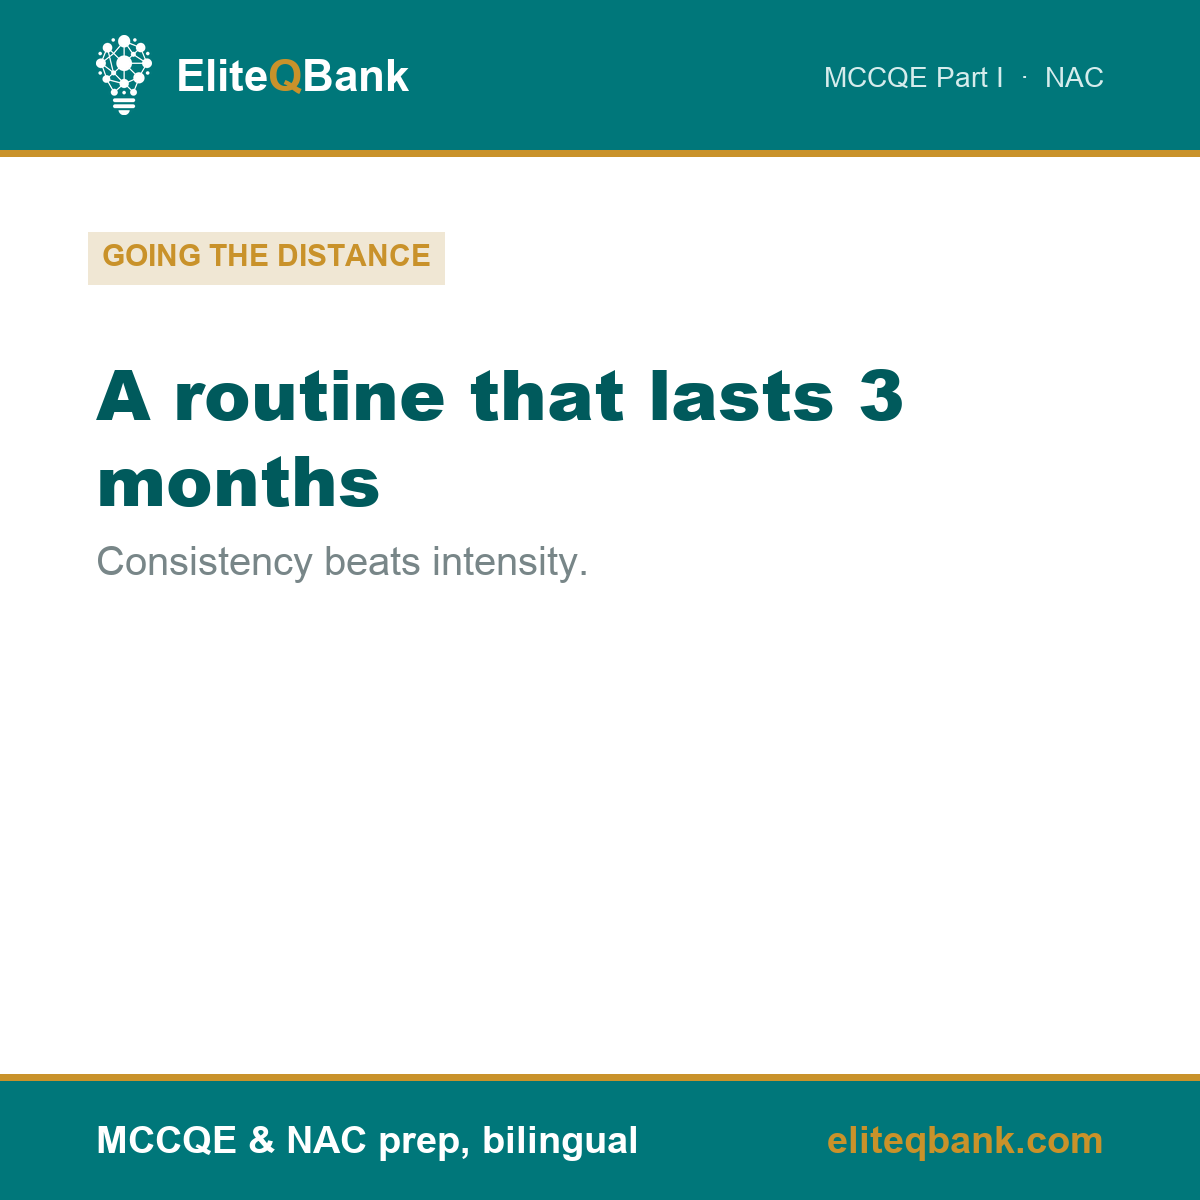 EliteQBank
MCCQE Part I · NAC
GOING THE DISTANCE
A routine that lasts 3
months
Consistency beats intensity.
MCCQE & NAC prep, bilingual
eliteqbank.com